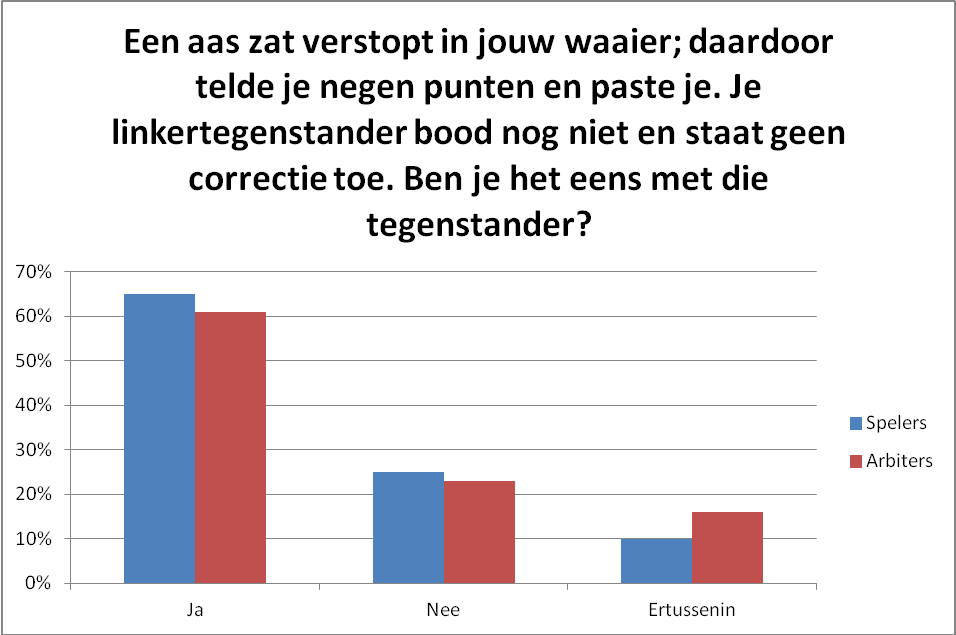 Een aas zat verstopt in jouw waaier; daardoor
telde je negen punten en paste je. Je
linkertegenstander bood nog niet en staat geen
correctie toe. Ben je het eens met die
tegenstander?
70%
60%
50%
40%
30%
20%
10%
0%
Ja
Nee
Ertussenin
Spelers
Arbiters